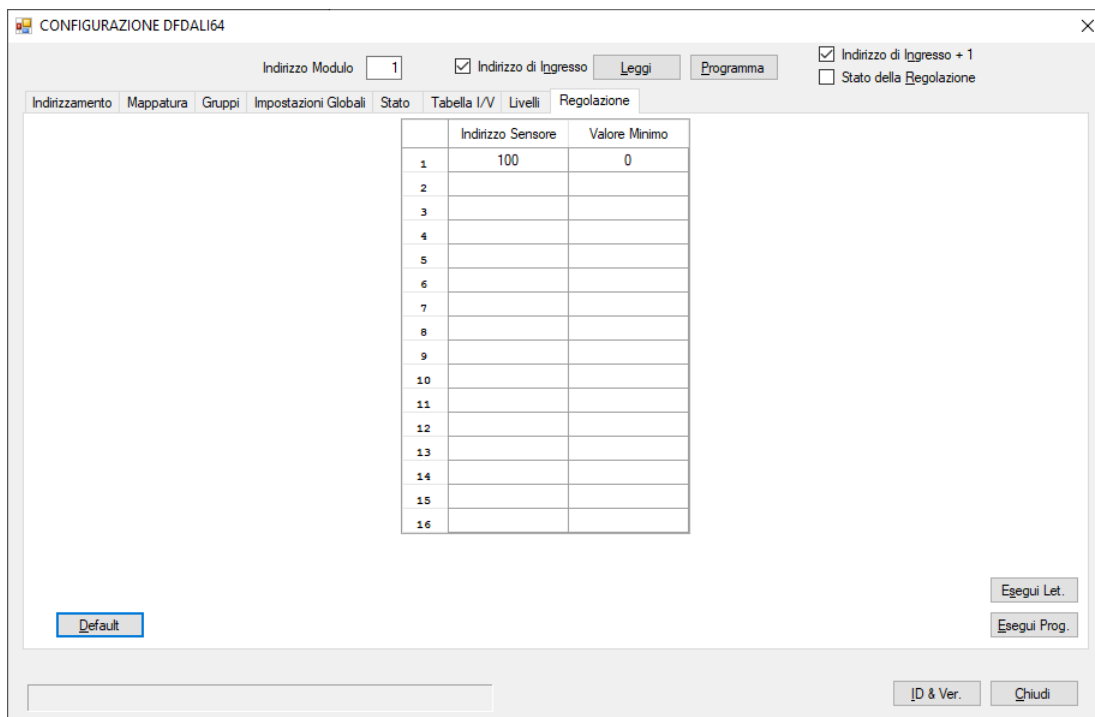 CONFIGURAZIONE DFDALI64
Indirizzo Modulo 1 Indirizzo di Ingresso Leggi Programma Indirizzo di Ingresso + 1
Stato della Regolazione
Indirizzamento Mappatura Gruppi Impostazioni Globali Stato Tabella I/V Livelli Regolazione
Indirizzo Sensore Valore Minimo
1 100 0
2
3
4
5
6
7
8
9
10
11
12
13
14
15
16
Esegui Let.
Default Esegui Prog.
ID & Ver. Chiudi